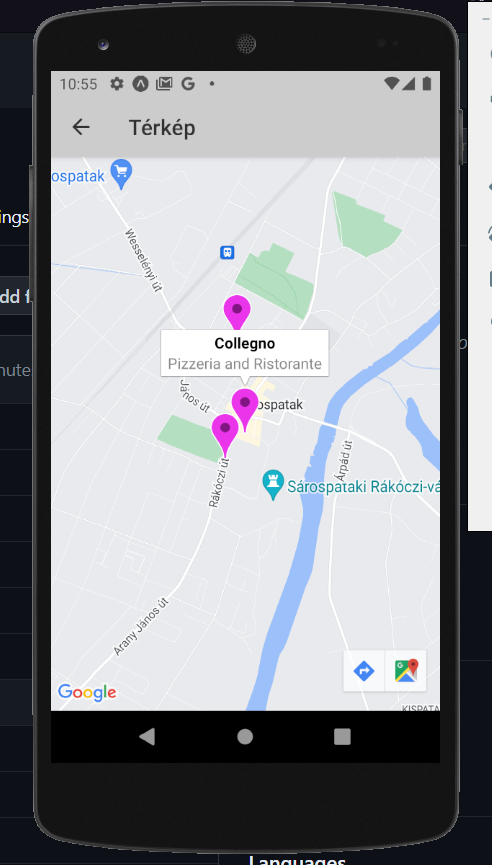 10:55
G
Térkép
ospatak
ings
Wesselényi út
dd f
Collegno
Pizzeria and Ristorante
nute
János út
ospatak
Árpád út
Rákóczi út
Sárospataki Rákóczi-vá
Arany János út
Google
KISPATA
Languages